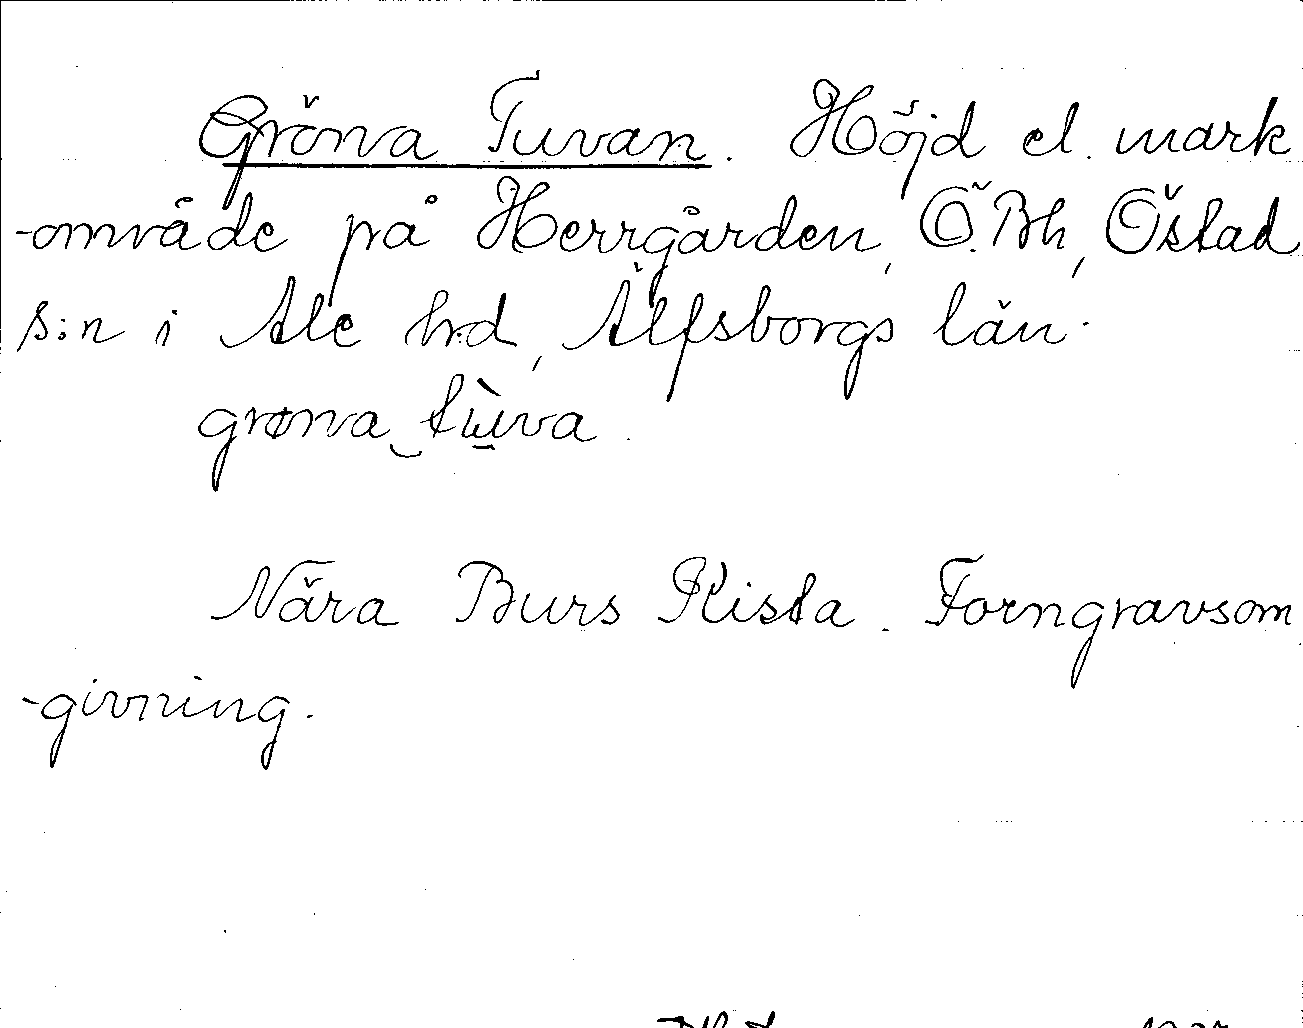 Gröna Tuvan. Höjd el. mark
-område på Herrgården, Ö. Bh, Östad
s:n i Ale hd, Älfsborgs län.
grøna tùva.
Nära Burs Kista. Forngravsom
-givning.